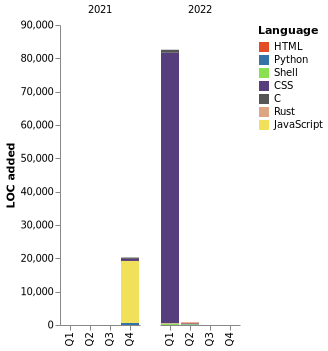 2021
2022
90,000
80,000
70,000
60,000
50,000
40,000
30,000
20,000
10,000
0
LOC added
Q1
Q2
Q3
Q4
Q1
Q2
Q3
Q4
Language
HTML
Python
Shell
CSS
C
Rust
JavaScript